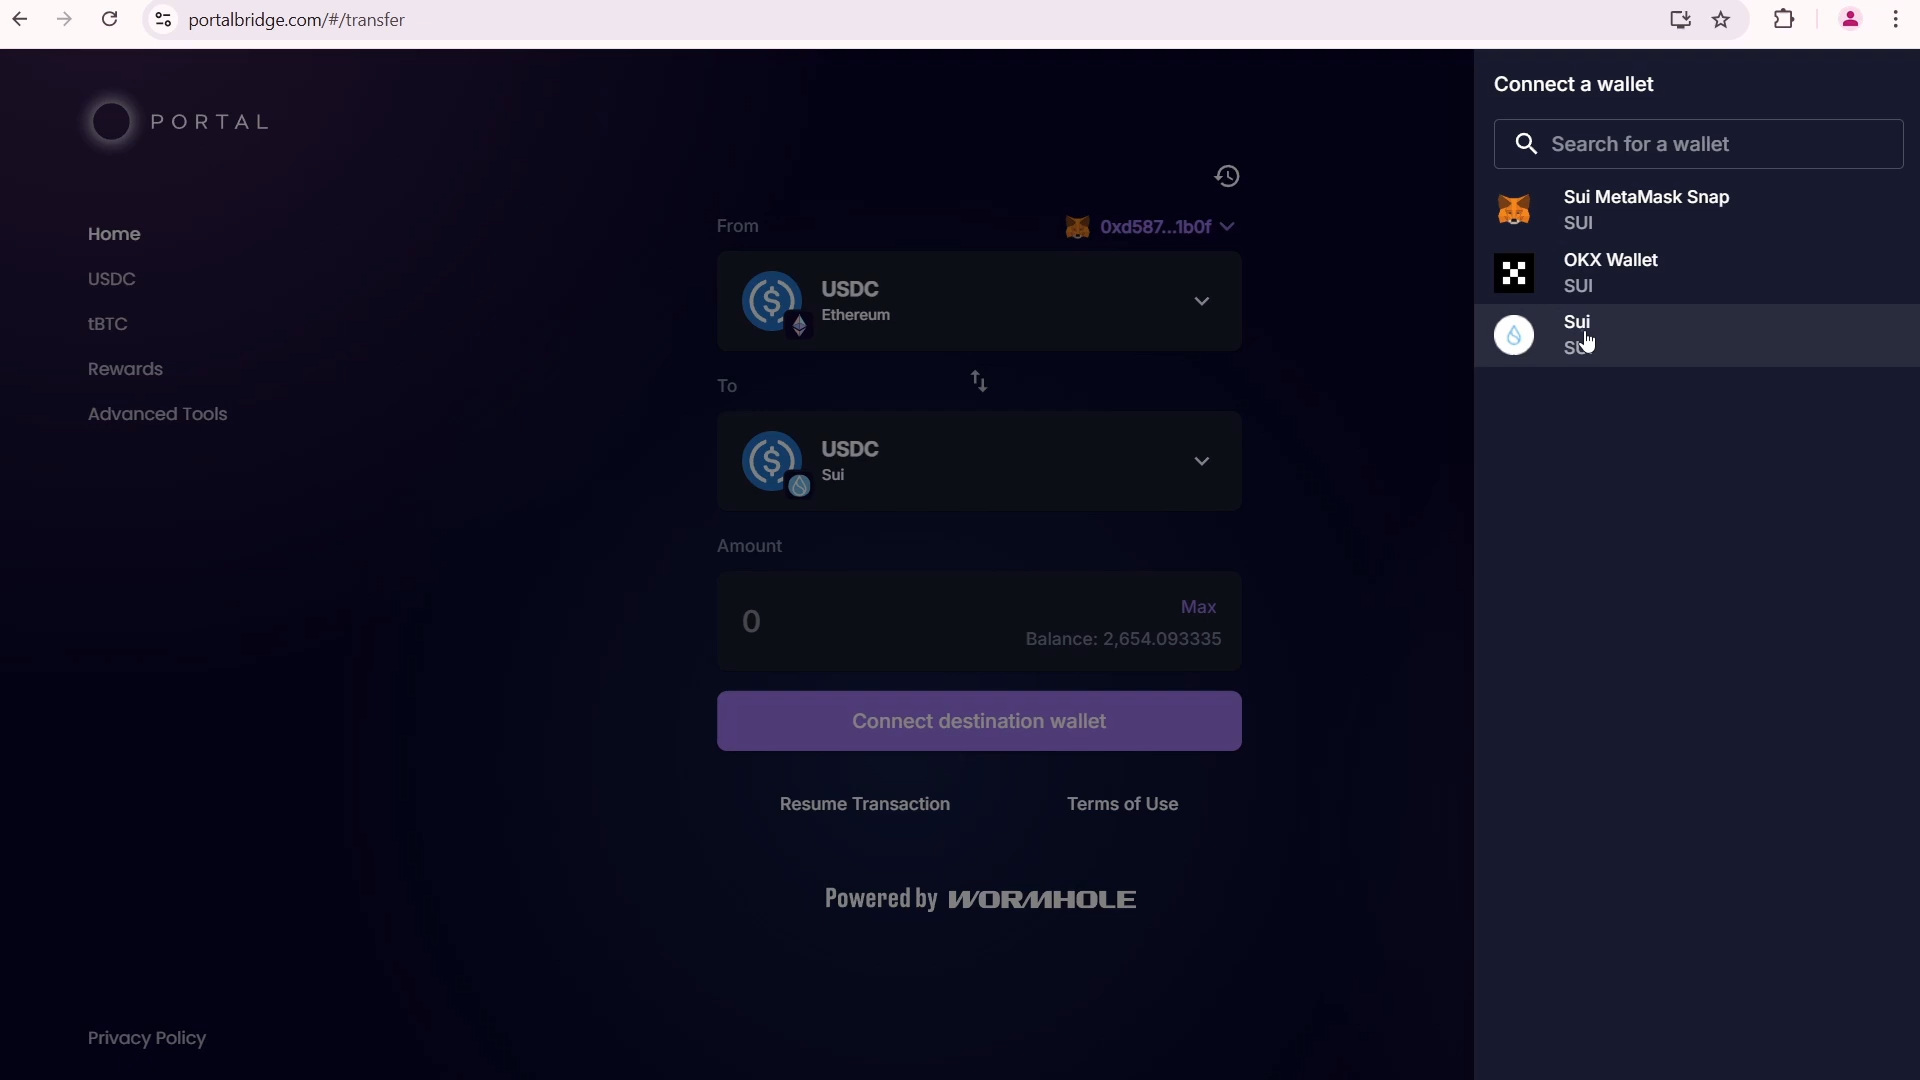 portalbridge.com/#/transfer
PORTAL
Home
USDC
tBTC
Rewards
Advanced Tools
Privacy Policy
From
0xd587...1b0f
USDC
Ethereum
To
USDC
Sui
Amount
0
Max
Balance: 2,654.093335
Connect destination wallet
Resume Transaction
Terms of Use
Powered by WORMHOLE
Connect a wallet
Search for a wallet
Sui MetaMask Snap
SUI
OKX Wallet
SUI
Sui